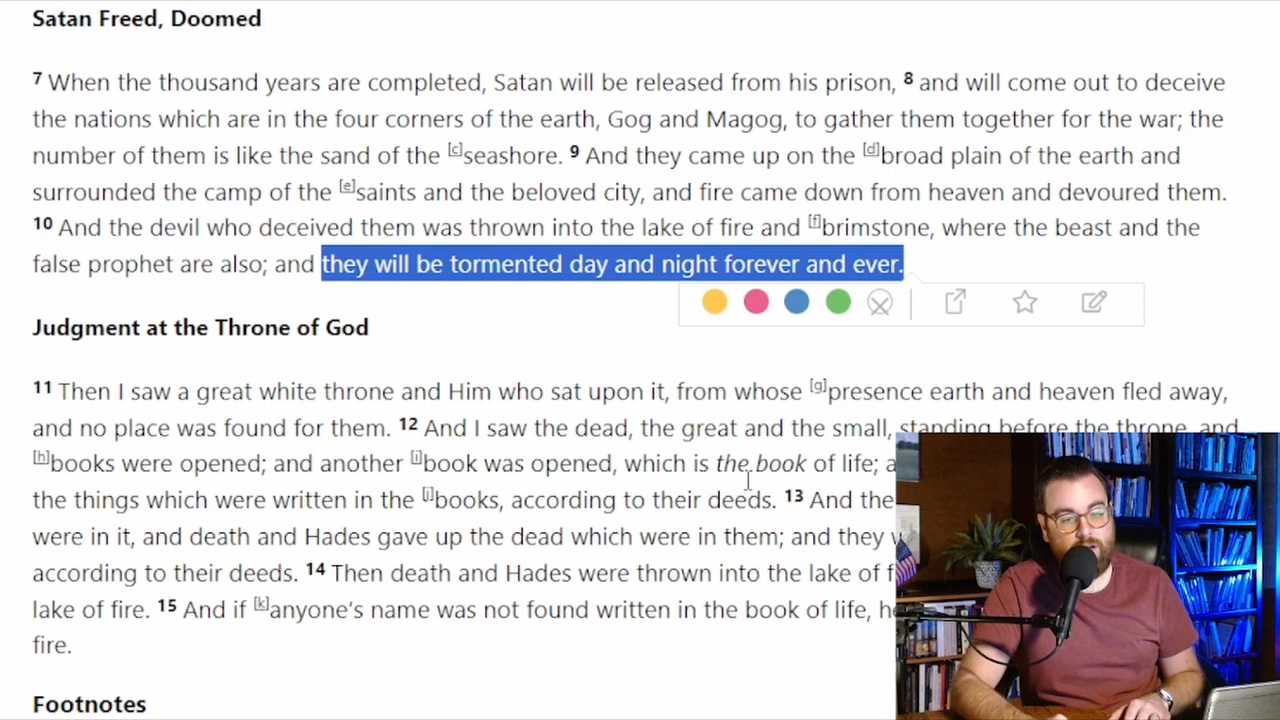 Satan Freed, Doomed
7 When the thousand years are completed, Satan will be released from his prison, 8 and will come out to deceive
the nations which are in the four corners of the earth, Gog and Magog, to gather them together for the war; the
number of them is like the sand of the [c]seashore. 9 And they came up on the [d]broad plain of the earth and
surrounded the camp of the [e]saints and the beloved city, and fire came down from heaven and devoured them.
10 And the devil who deceived them was thrown into the lake of fire and [f]brimstone, where the beast and the
false prophet are also; and they will be tormented day and night forever and ever.
Judgment at the Throne of God
11 Then I saw a great white throne and Him who sat upon it, from whose [g]presence earth and heaven fled away,
and no place was found for them. 12 And I saw the dead, the great and the small, standing before the throne, and
[h]books were opened; and another [i]book was opened, which is the book of life; a
the things which were written in the [j]books, according to their deeds. 13 And the
were in it, and death and Hades gave up the dead which were in them; and they
according to their deeds. 14 Then death and Hades were thrown into the lake of f
lake of fire. 15 And if [k]anyone's name was not found written in the book of life, he
fire.
Footnotes